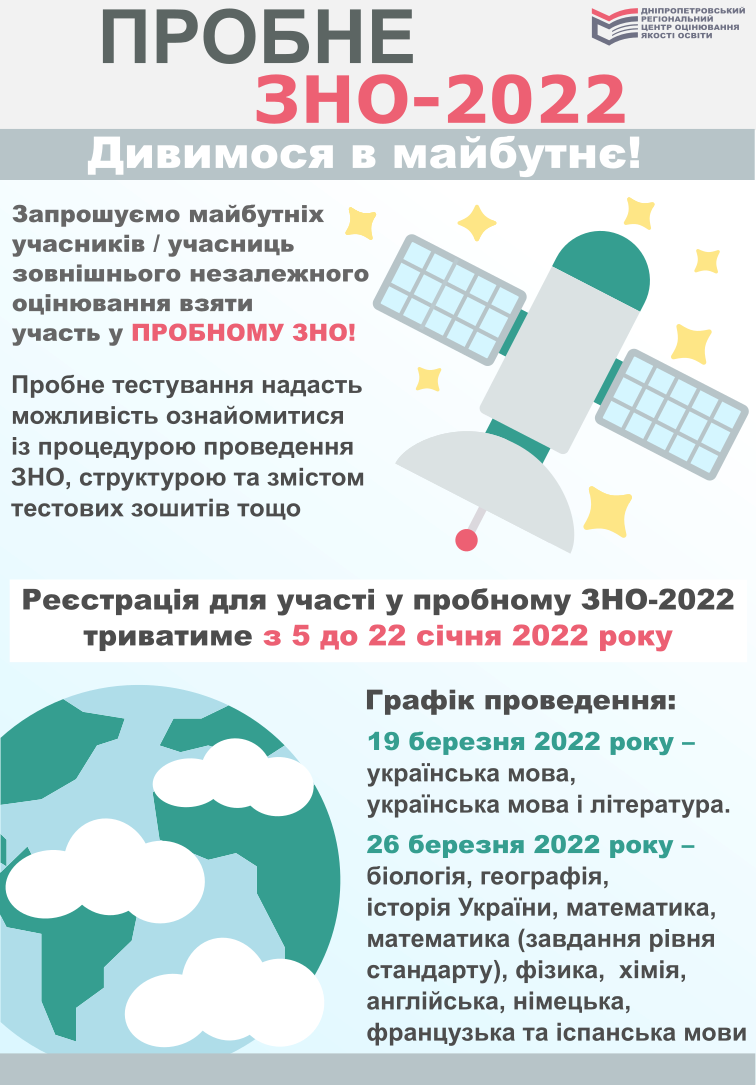 ПРОБНЕ
ЗНО-2022
ДНІПРОПЕТРОВСЬКИЙ
РЕГІОНАЛЬНИЙ
ЦЕНТР ОЦІНЮВАННЯ
ЯКОСТІ ОСВІТИ
Дивимося в майбутнє!
Запрошуємо майбутніх
учасників / учасниць
зовнішнього незалежного
оцінювання взяти
участь у ПРОБНОМУ ЗНО!
Пробне тестування надасть
можливість ознайомитися
із процедурою проведення
ЗНО, структурою та змістом
тестових зошитів тощо
Реєстрація для участі у пробному ЗНО-2022
триватиме з 5 до 22 січня 2022 року
Графік проведення:
19 березня 2022 року –
українська мова,
українська мова і література.
26 березня 2022 року –
біологія, географія,
історія України, математика,
математика (завдання рівня
стандарту), фізика, хімія,
англійська, німецька,
французька та іспанська мови